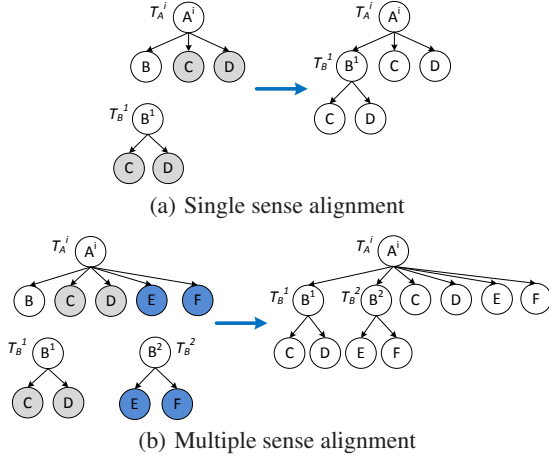 T_A^i A^i T_A^i A^i
B C D T_B^1 B^1 C D
T_B^1 B^1 C D
C D
(a) Single sense alignment
T_A^i A^i T_A^i A^i
B C D E F T_B^1 B^1 T_B^2 B^2 C D E F
T_B^1 B^1 B^2 T_B^2 C D E F
C D E F
(b) Multiple sense alignment